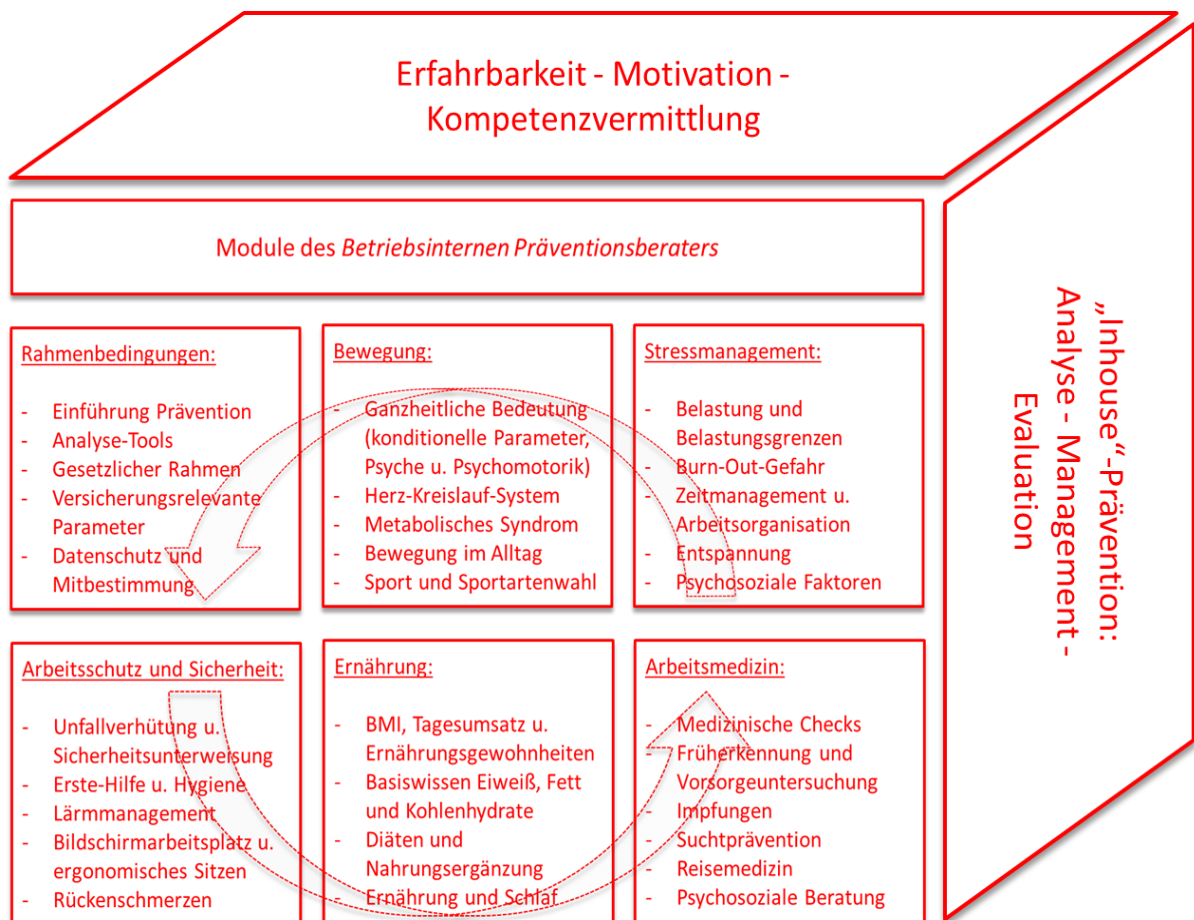 Erfahrbarkeit - Motivation -
Kompetenzvermittlung
Module des Betriebsinternen Präventionsberaters
Rahmenbedingungen:
- Einführung Prävention
- Analyse-Tools
- Gesetzlicher Rahmen
- Versicherungsrelevante
Parameter
- Datenschutz und
Mitbestimmung
Bewegung:
- Ganzheitliche Bedeutung
(konditionelle Parameter,
Psyche u. Psychomotorik)
- Herz-Kreislauf-System
- Metabolisches Syndrom
- Bewegung im Alltag
- Sport und Sportartenwahl
Stressmanagement:
- Belastung und
Belastungsgrenzen
- Burn-Out-Gefahr
- Zeitmanagement u.
Arbeitsorganisation
- Entspannung
- Psychosoziale Faktoren
Arbeitsschutz und Sicherheit:
- Unfallverhütung u.
Sicherheitsunterweisung
- Erste-Hilfe u. Hygiene
- Lärmmanagement
- Bildschirmarbeitsplatz u.
ergonomisches Sitzen
- Rückenschmerzen
Ernährung:
- BMI, Tagesumsatz u.
Ernährungsgewohnheiten
- Basiswissen Eiweiß, Fett
und Kohlenhydrate
- Diäten und
Nahrungsergänzung
- Ernährung und Schlaf
Arbeitsmedizin:
- Medizinische Checks
- Früherkennung und
Vorsorgeuntersuchung
- Impfungen
- Suchtprävention
- Reisemedizin
- Psychosoziale Beratung
„Inhouse“-Prävention:
Analyse - Management -
Evaluation